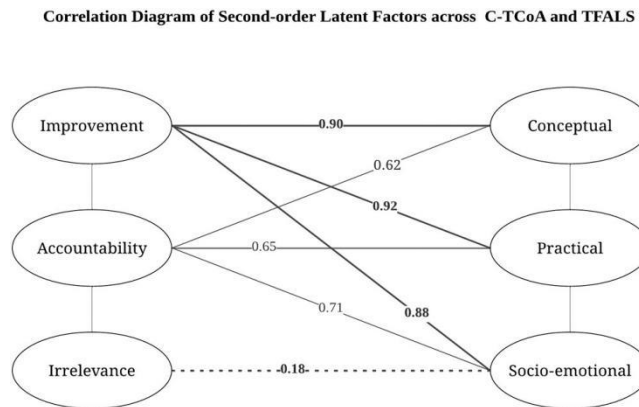 Correlation Diagram of Second-order Latent Factors across C-TCoA and TFALS
Improvement
0.90
Conceptual
0.62
0.92
Accountability
0.65
Practical
0.71
0.88
Irrelevance
-0.18
Socio-emotional